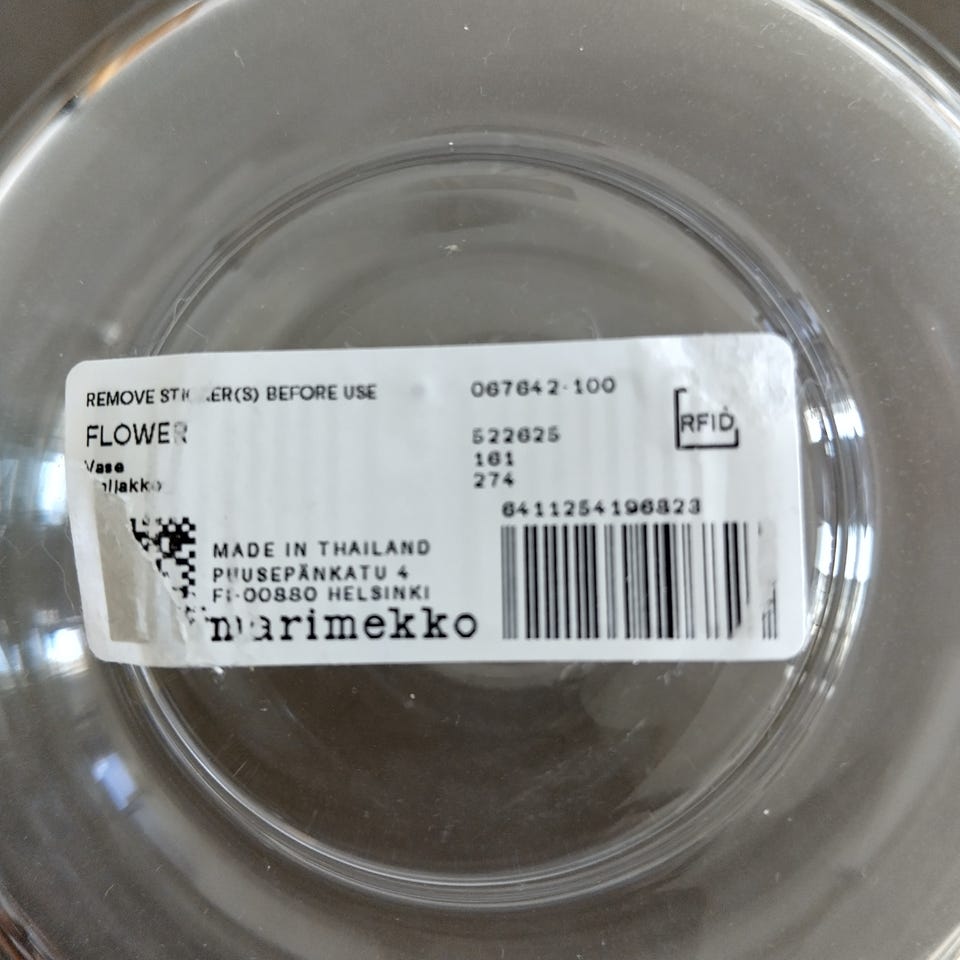 REMOVE STICKER(S) BEFORE USE
067642-100
FLOWER
RFID
522625
Vase
161
274
6411254196823
MADE IN THAILAND
PUUSEPÄNKATU 4
FI-00880 HELSINKI
marimekko